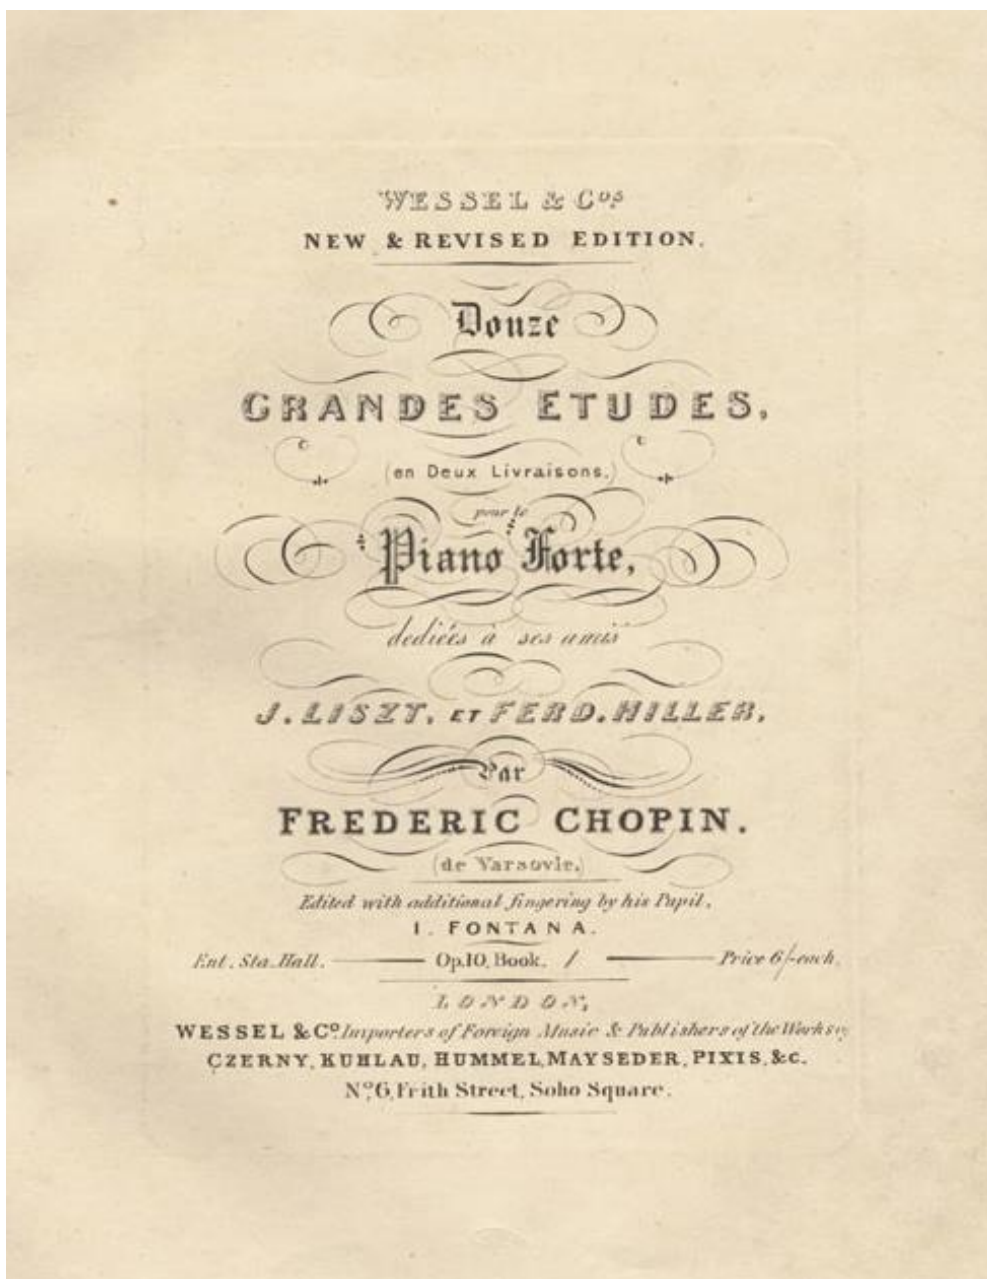 WESSEL & Cos
NEW & REVISED EDITION.
Douze
GRANDES ETUDES,
(en Deux Livraisons,)
pour le
Piano Forte,
dediées à ses amis
J. LISZT, ET FERD. HILLER,
Par
FREDERIC CHOPIN.
(de Varsovie,)
Edited with additional fingering by his Pupil,
I. FONTANA.
Ent. Sta. Hall. Op.10, Book. 1 Price 6/- each.
LONDON,
WESSEL & Co. Importers of Foreign Music & Publishers of the Works of
CZERNY, KUHLAU, HUMMEL, MAYSEDER, PIXIS, &c.
No. 6, Frith Street, Soho Square.